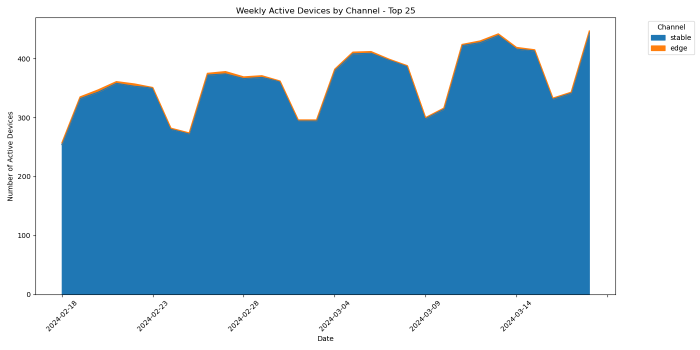 Weekly Active Devices by Channel - Top 25
Channel
stable
edge
Number of Active Devices
400
300
200
100
0
2024-02-18
2024-02-23
2024-02-28
2024-03-04
2024-03-09
2024-03-14
Date